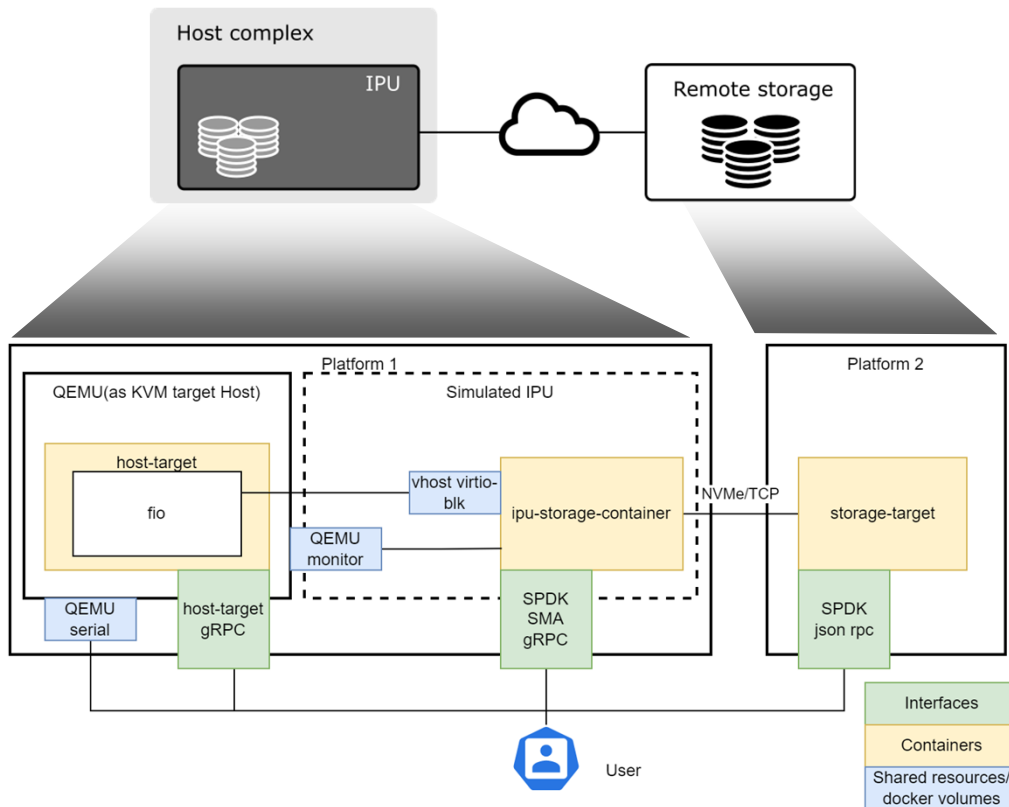 Host complex
IPU
Remote storage
Platform 1
Platform 2
QEMU(as KVM target Host)
Simulated IPU
host-target
fio
vhost virtio-
blk
QEMU
monitor
ipu-storage-container
NVMe/TCP
storage-target
QEMU
serial
host-target
gRPC
SPDK
SMA
gRPC
SPDK
json rpc
User
Interfaces
Containers
Shared resources/
docker volumes